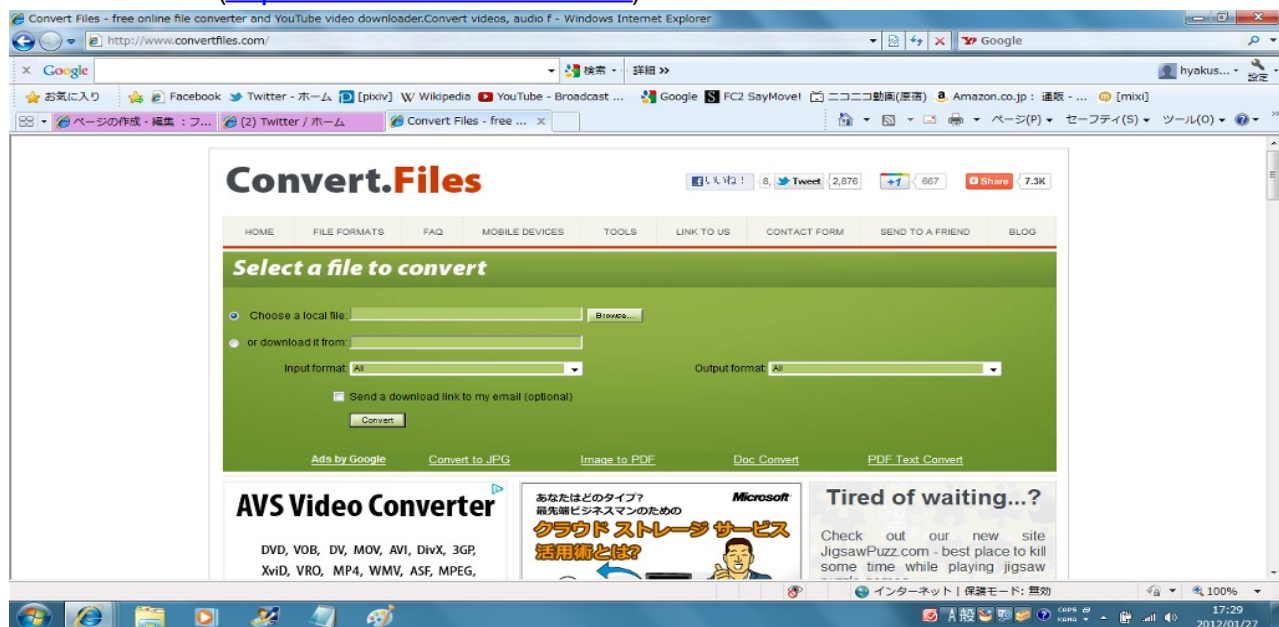 Convert Files - free online file converter and YouTube video downloader.Convert videos, audio f - Windows Internet Explorer
http://www.convertfiles.com/
Google
Google
検索
詳細 »
hyakus...
設定
お気に入り
Facebook
Twitter - ホーム
[pixiv]
Wikipedia
YouTube - Broadcast ...
Google
FC2 SayMove!
ニコニコ動画(原宿)
Amazon.co.jp: 通販 - ...
[mixi]
ページの作成・編集 : フ...
(2) Twitter / ホーム
Convert Files - free ...
ページ(P)
セーフティ(S)
ツール(O)
Convert.Files
いいね!
8,
Tweet
2,876
+1
667
Share
7.3K
HOME
FILE FORMATS
FAQ
MOBILE DEVICES
TOOLS
LINK TO US
CONTACT FORM
SEND TO A FRIEND
BLOG
Select a file to convert
Choose a local file:
Browse...
or download it from:
Input format: All
Output format: All
Send a download link to my email (optional)
Convert
Ads by Google
Convert to JPG
Image to PDF
Doc Convert
PDF Text Convert
AVS Video Converter
DVD, VOB, DV, MOV, AVI, DivX, 3GP,
XviD, VRO, MP4, WMV, ASF, MPEG,
あなたはどのタイプ?
最先端ビジネスマンのための
Microsoft
クラウド ストレージ サービス
活用術とは?
Tired of waiting...?
Check out our new site
JigsawPuzz.com - best place to kill
some time while playing jigsaw
インターネット | 保護モード: 無効
100%
A 般
CAPS
KANA
17:29
2012/01/27